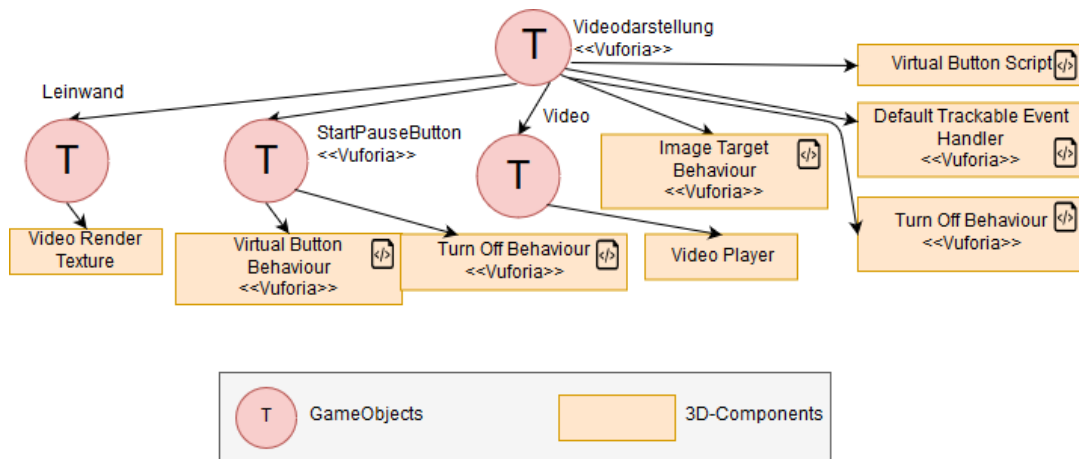 Videodarstellung
<<Vuforia>>
T
Virtual Button Script
</>
Leinwand
T
StartPauseButton
<<Vuforia>>
T
Video
T
Image Target
Behaviour
<<Vuforia>>
</>
Default Trackable Event
Handler
<<Vuforia>>
</>
Video Render
Texture
Virtual Button
Behaviour
<<Vuforia>>
</>
Turn Off Behaviour
<<Vuforia>>
</>
Video Player
Turn Off Behaviour
<<Vuforia>>
</>
T
GameObjects
3D-Components